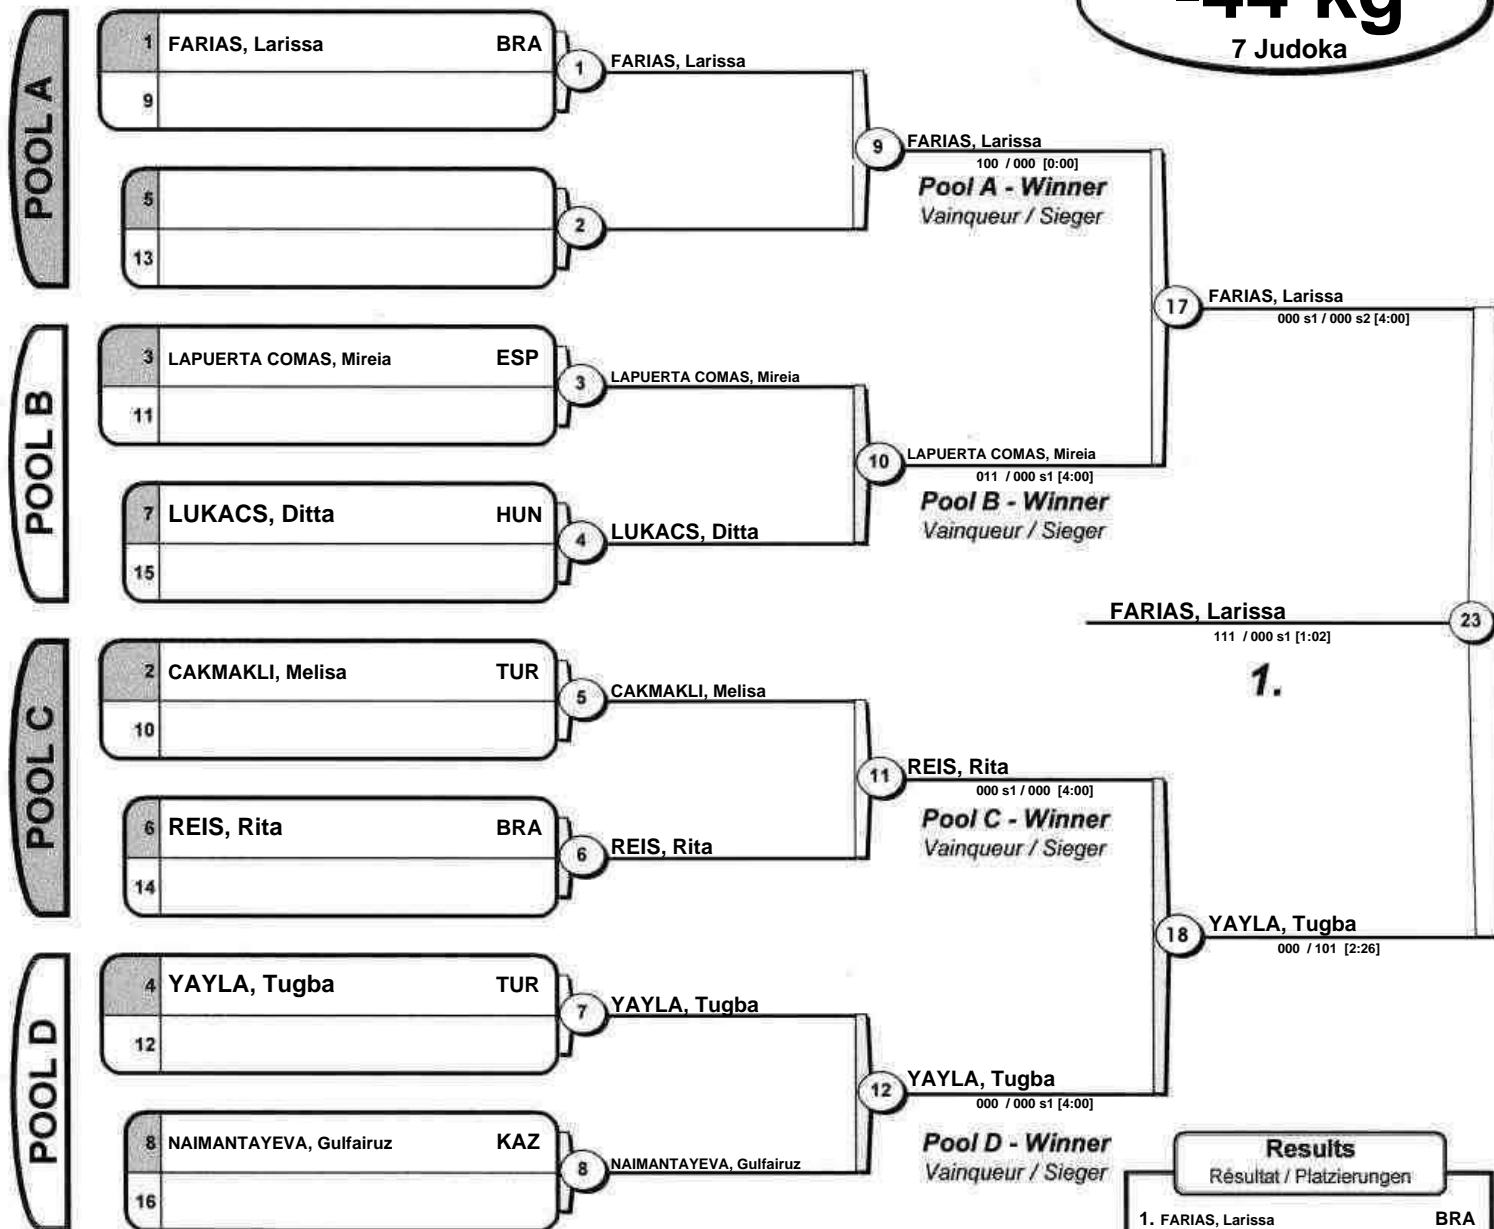 -44 kg
7 Judoka
POOL A
1 FARIAS, Larissa BRA
9
1
FARIAS, Larissa
5
13
2
9
FARIAS, Larissa
100 / 000 [0:00]
Pool A - Winner
Vainqueur / Sieger
POOL B
3 LAPUERTA COMAS, Mireia ESP
11
3
LAPUERTA COMAS, Mireia
7 LUKACS, Ditta HUN
15
4
LUKACS, Ditta
10
LAPUERTA COMAS, Mireia
011 / 000 s1 [4:00]
Pool B - Winner
Vainqueur / Sieger
17
FARIAS, Larissa
000 s1 / 000 s2 [4:00]
FARIAS, Larissa
111 / 000 s1 [1:02]
23
1.
POOL C
2 CAKMAKLI, Melisa TUR
10
5
CAKMAKLI, Melisa
6 REIS, Rita BRA
14
6
REIS, Rita
11
REIS, Rita
000 s1 / 000 [4:00]
Pool C - Winner
Vainqueur / Sieger
18
YAYLA, Tugba
000 / 101 [2:26]
POOL D
4 YAYLA, Tugba TUR
12
7
YAYLA, Tugba
8 NAIMANTAYEVA, Gulfairuz KAZ
16
8
NAIMANTAYEVA, Gulfairuz
12
YAYLA, Tugba
000 / 000 s1 [4:00]
Pool D - Winner
Vainqueur / Sieger
Results
Résultat / Platzierungen
1. FARIAS, Larissa BRA